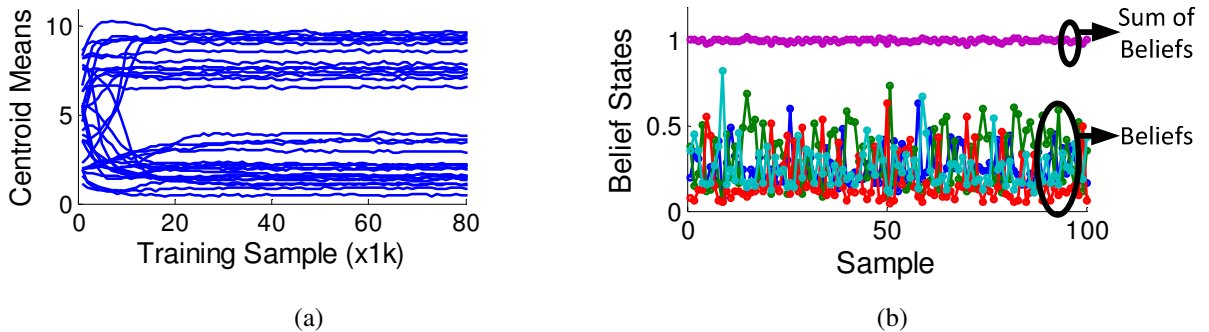 10
5
0
0
20
40
60
80
Centroid Means
Training Sample (x1k)
(a)
1
0.5
0
0
50
100
Belief States
Sample
Sum of
Beliefs
Beliefs
(b)